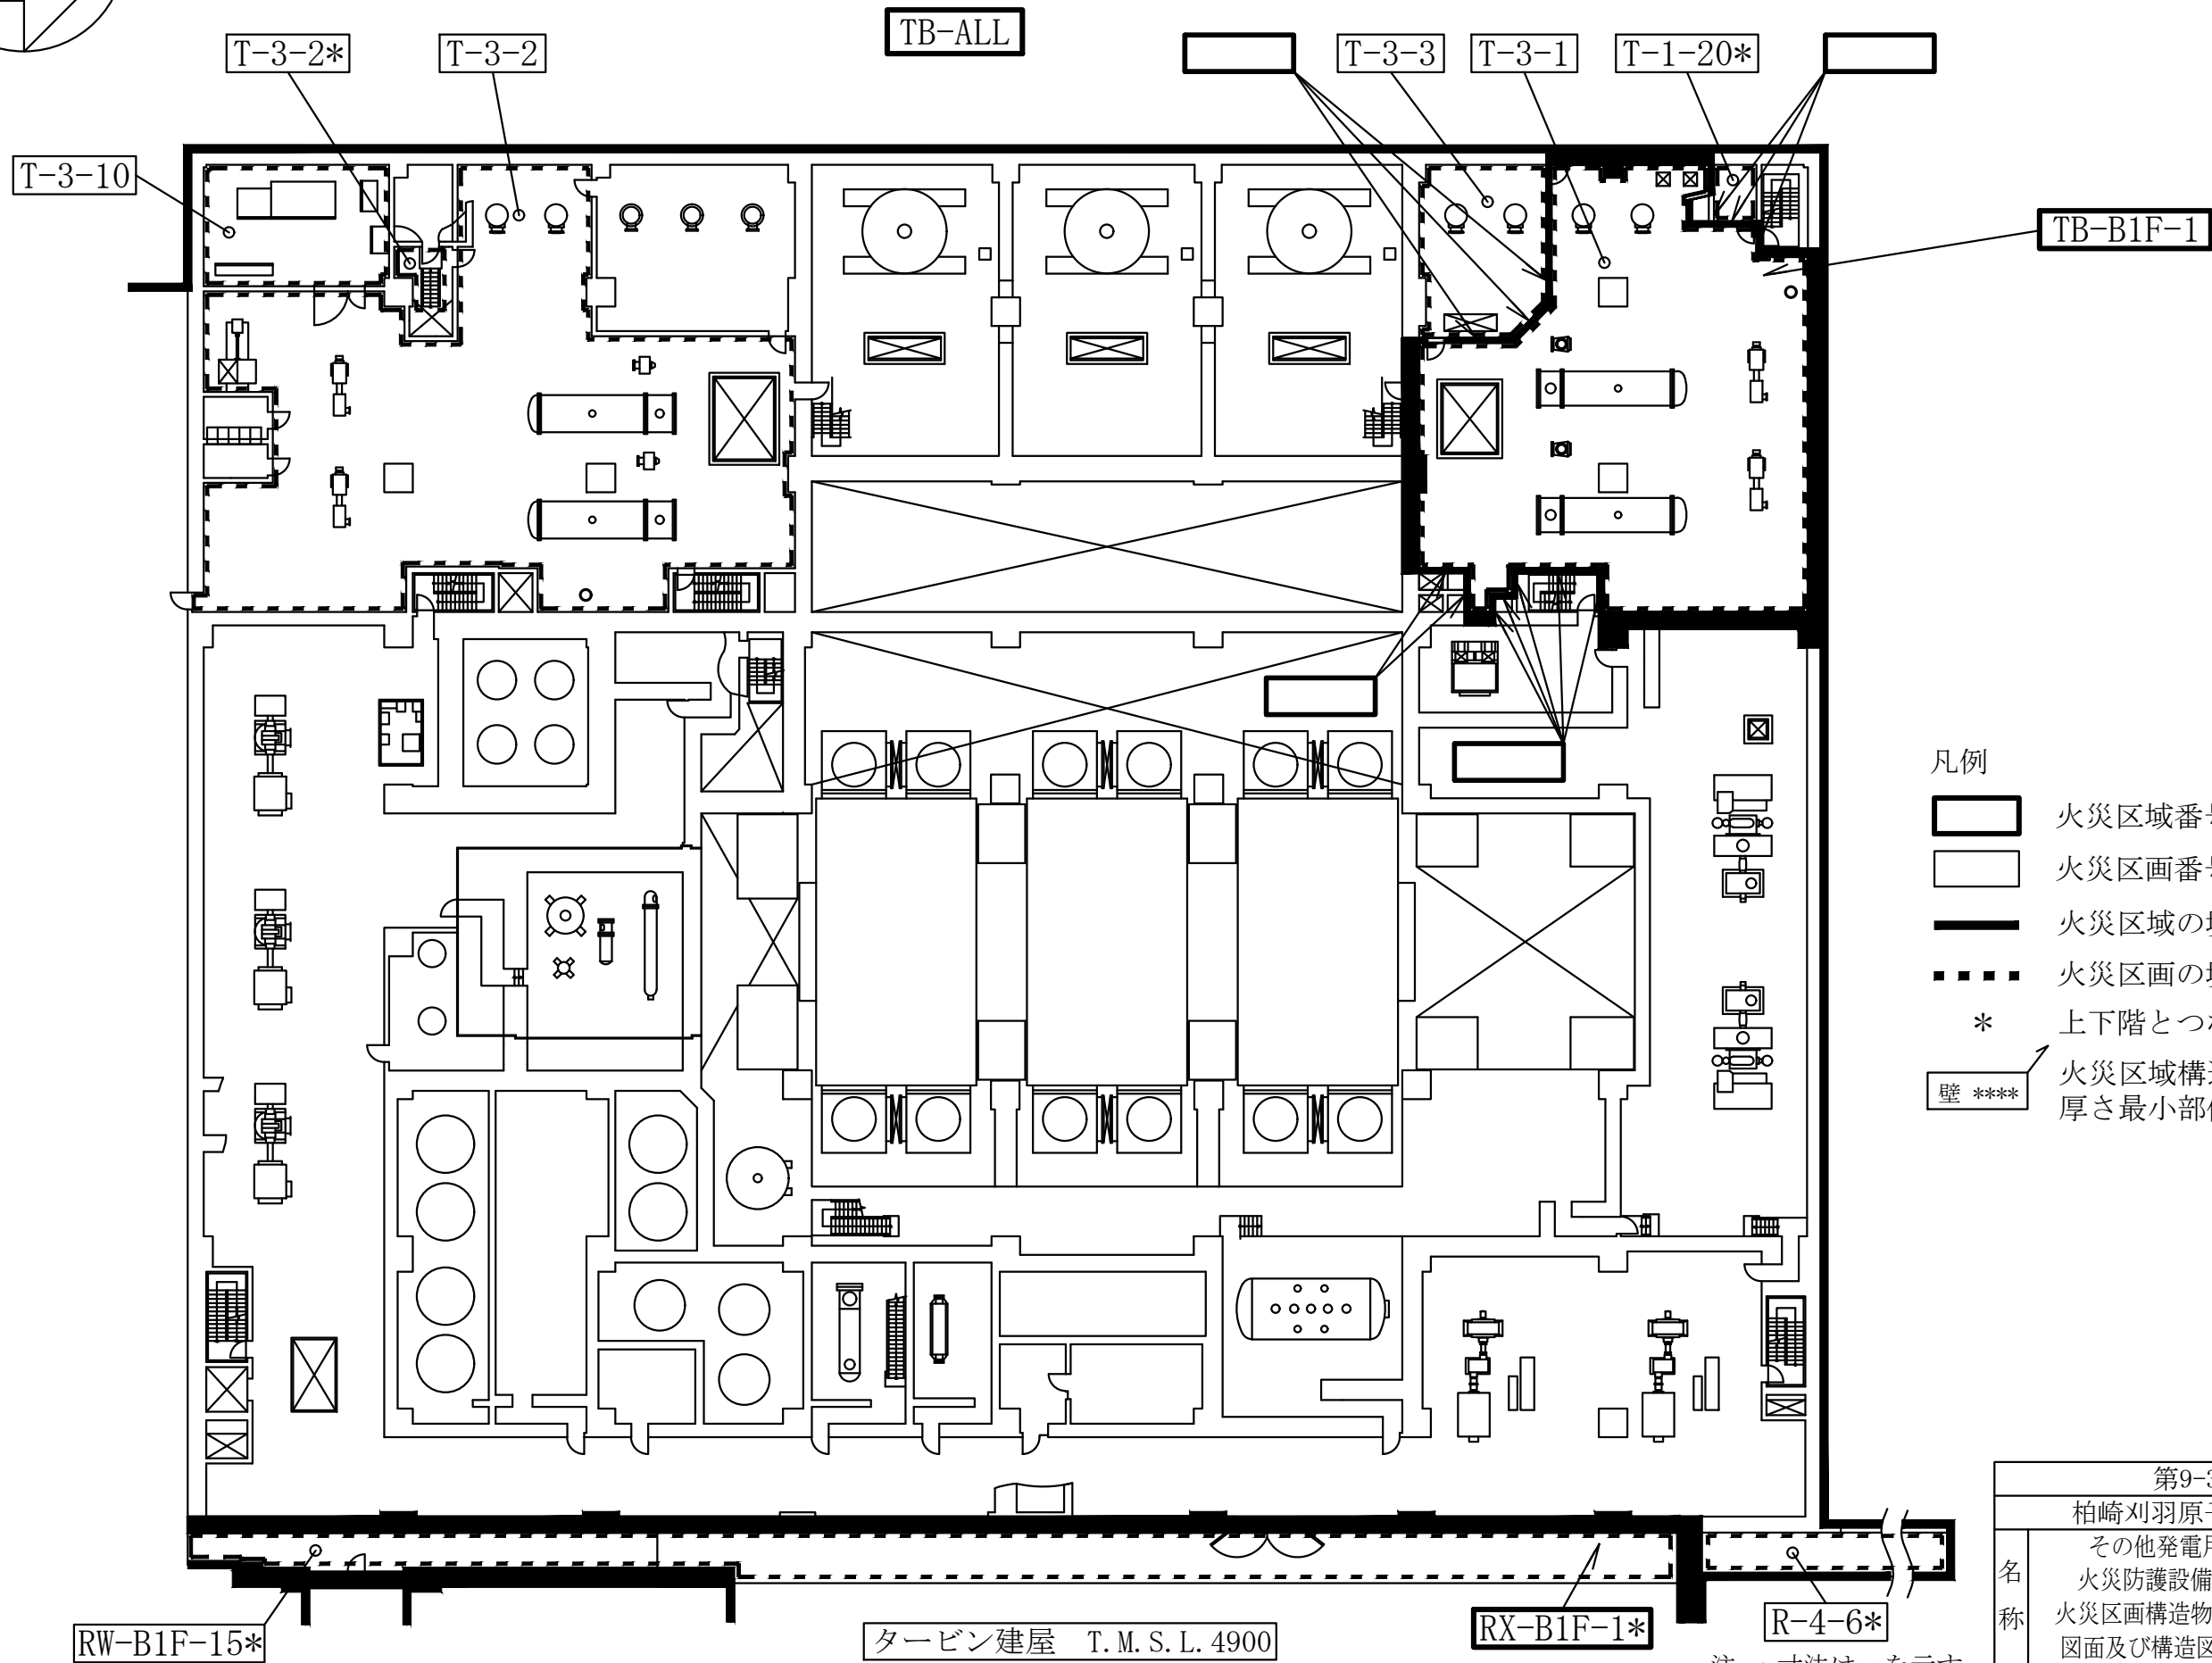 TB-ALL
T-3-2*
T-3-2
T-3-3
T-3-1
T-1-20*
T-3-10
TB-B1F-1
凡例
火災区域番
火災区画番
火災区域の
火災区画の
* 上下階とつ
壁 ****
火災区域構
厚さ最小部
第9-3
柏崎刈羽原
名称
その他発電
火災防護設備
火災区画構造物
図面及び構造図
RW-B1F-15*
タービン建屋 T.M.S.L.4900
RX-B1F-1*
R-4-6*